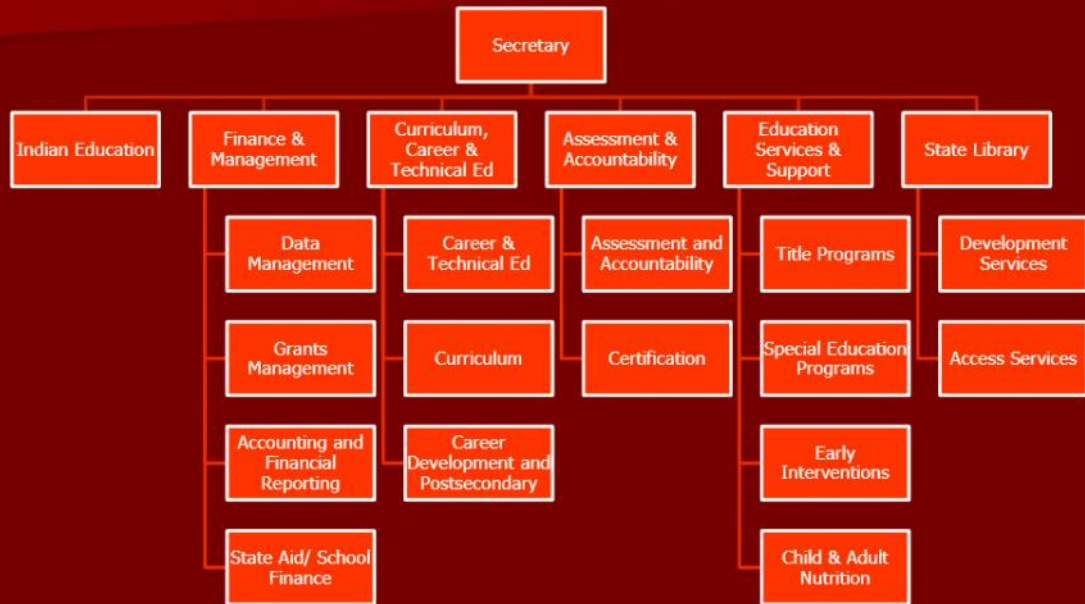 Secretary
Indian Education
Finance &
Management
Curriculum,
Career &
Technical Ed
Assessment &
Accountability
Education
Services &
Support
State Library
Data
Management
Career &
Technical Ed
Assessment and
Accountability
Title Programs
Development
Services
Grants
Management
Curriculum
Certification
Special Education
Programs
Access Services
Accounting and
Financial
Reporting
Career
Development and
Postsecondary
Early
Interventions
State Aid/ School
Finance
Child & Adult
Nutrition